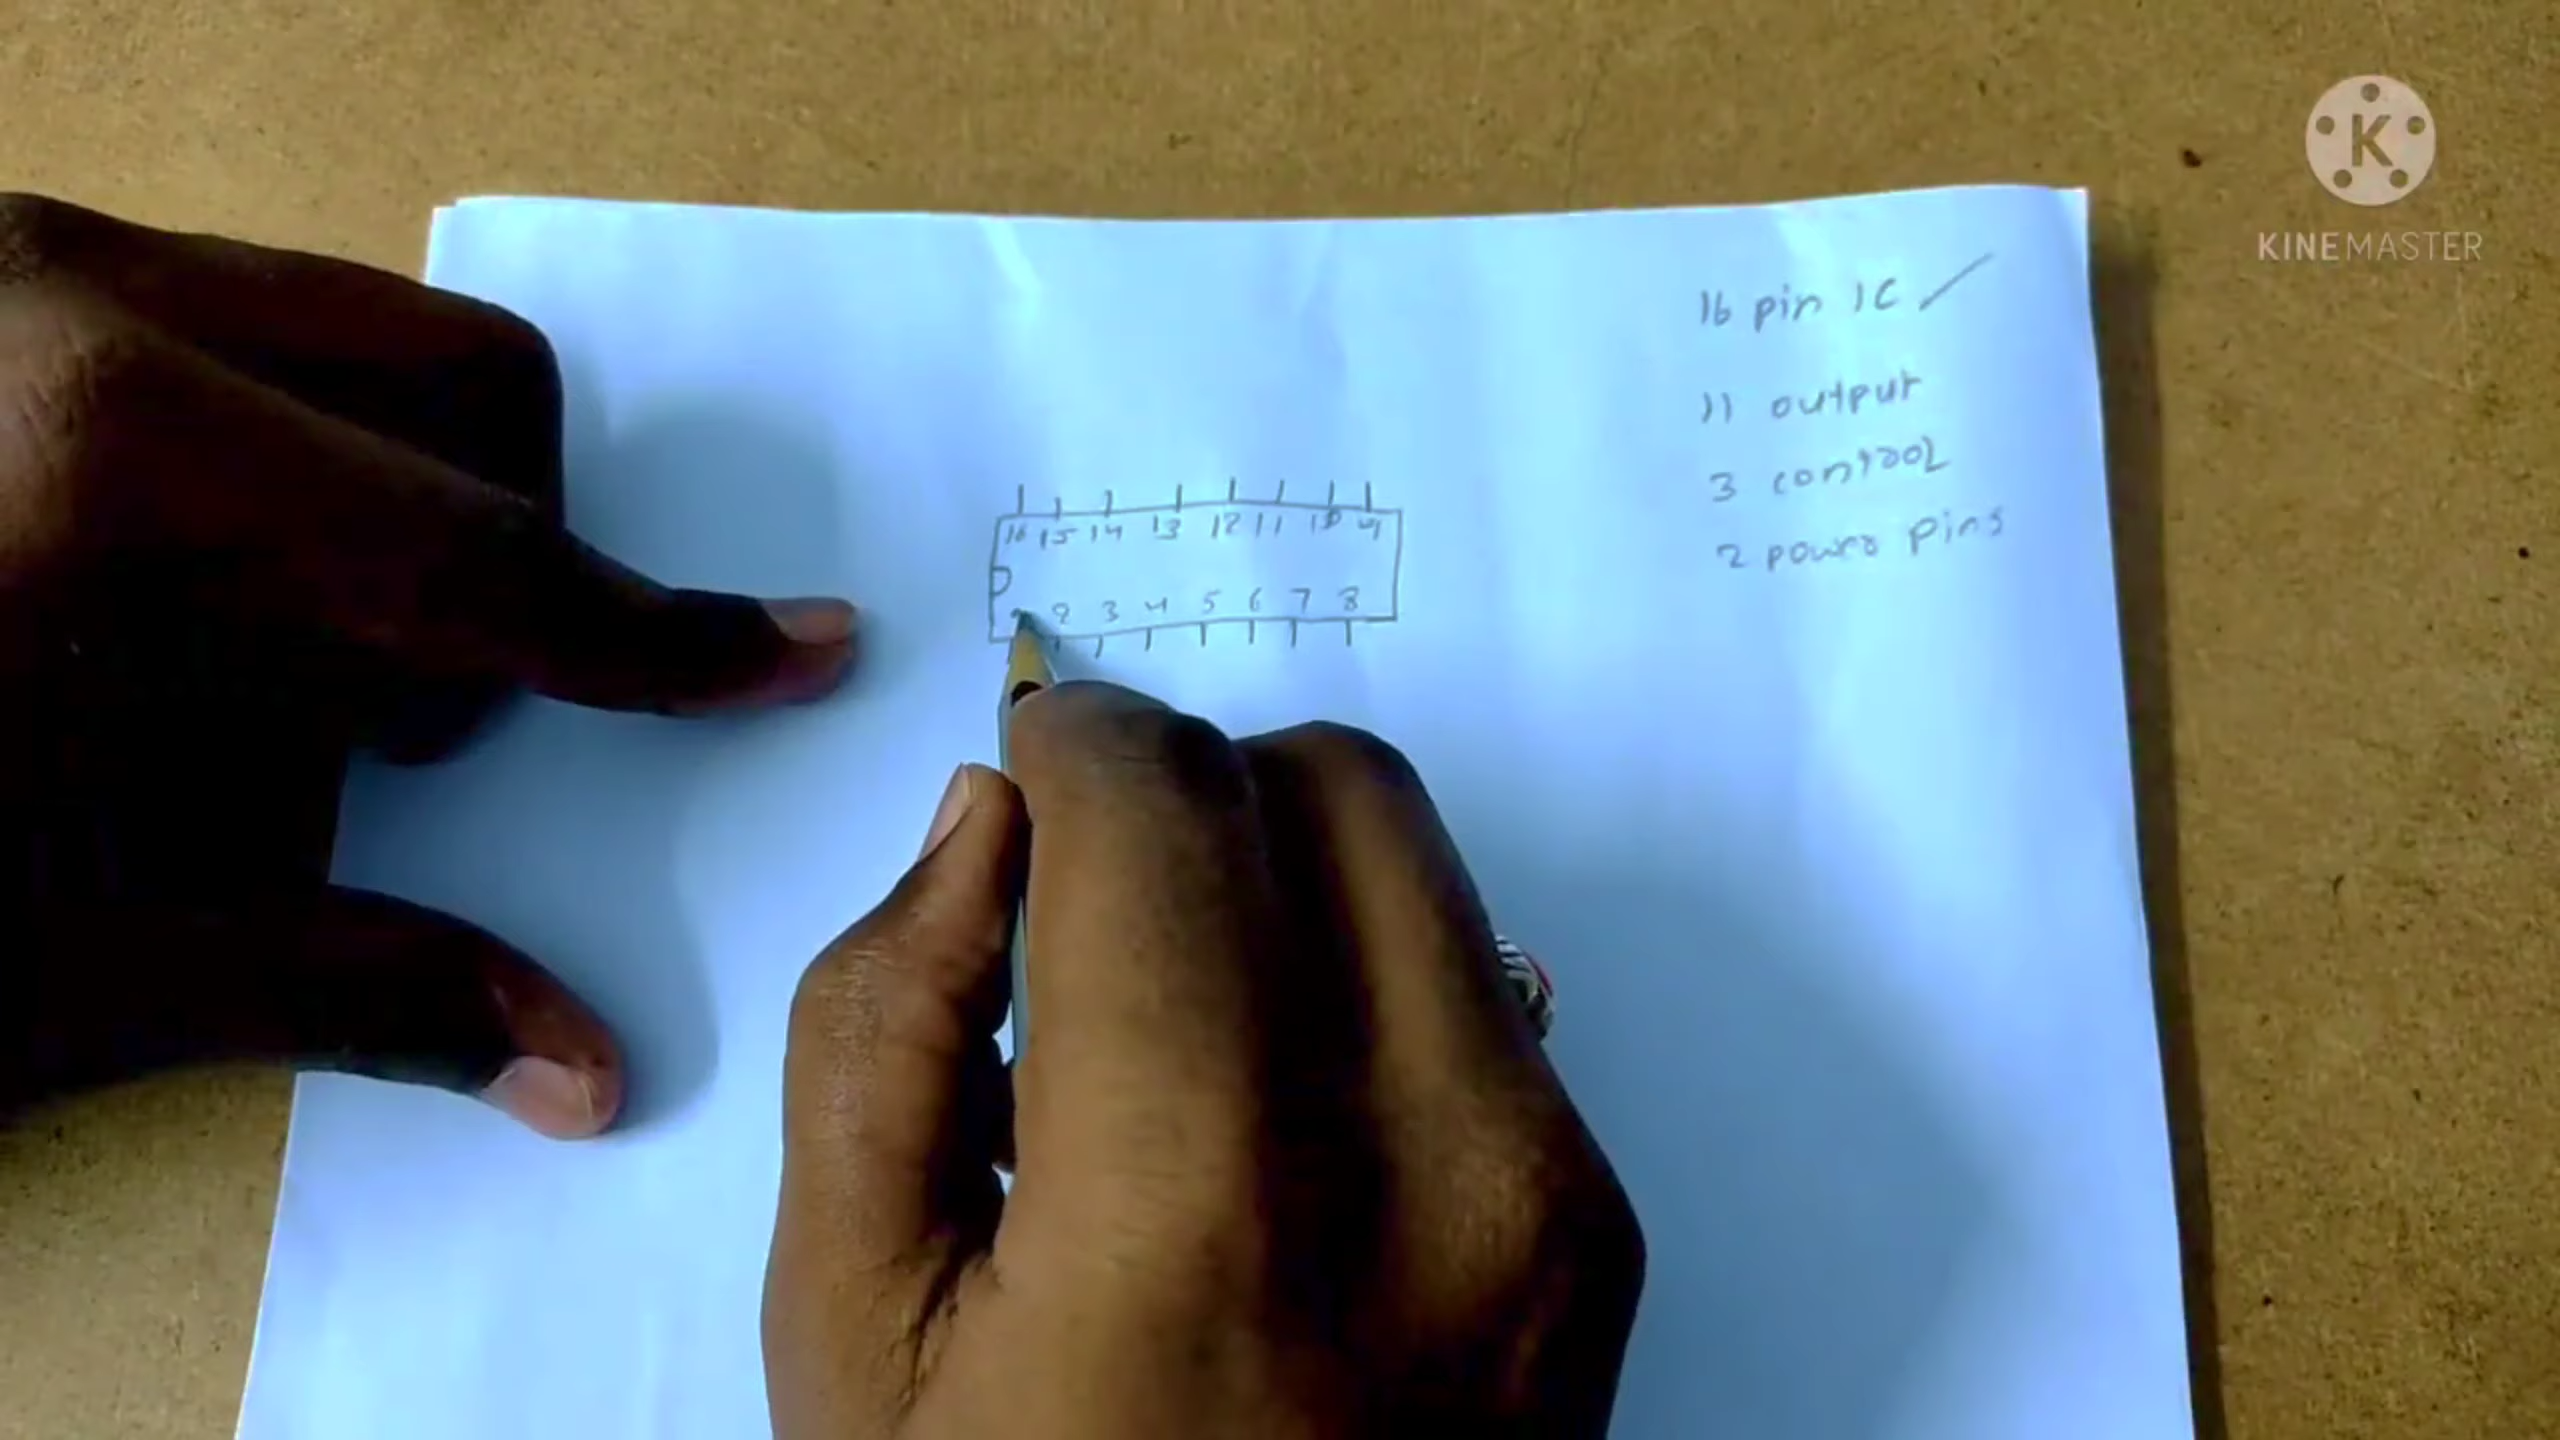 KINEMASTER
16 pin IC
11 output
3 control
2 power pins
16 15 14 13 12 11 10 9
2 3 4 5 6 7 8